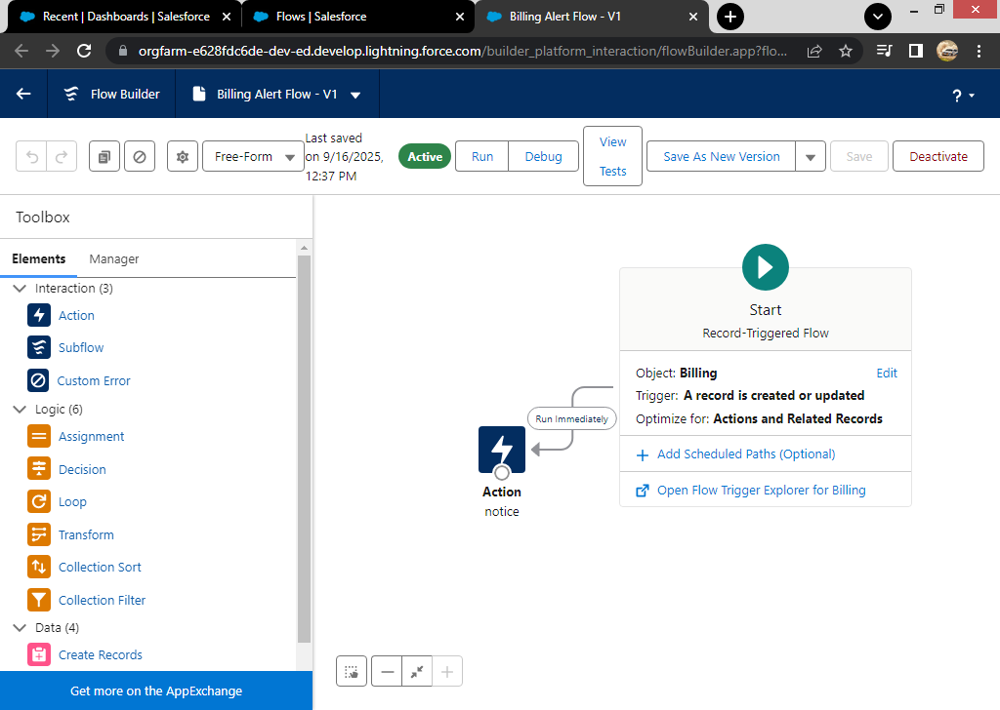 Recent | Dashboards | Salesforce
Flows | Salesforce
Billing Alert Flow - V1
orgfarm-e628fdc6de-dev-ed.develop.lightning.force.com/builder_platform_interaction/flowBuilder.app?flo...
Flow Builder
Billing Alert Flow - V1
?
Free-Form
Last saved
on 9/16/2025,
12:37 PM
Active
Run
Debug
View
Tests
Save As New Version
Save
Deactivate
Toolbox
Elements
Manager
Interaction (3)
Action
Subflow
Custom Error
Logic (6)
Assignment
Decision
Loop
Transform
Collection Sort
Collection Filter
Data (4)
Create Records
Get more on the AppExchange
Start
Record-Triggered Flow
Object: Billing
Edit
Trigger: A record is created or updated
Optimize for: Actions and Related Records
Add Scheduled Paths (Optional)
Open Flow Trigger Explorer for Billing
Run Immediately
Action
notice